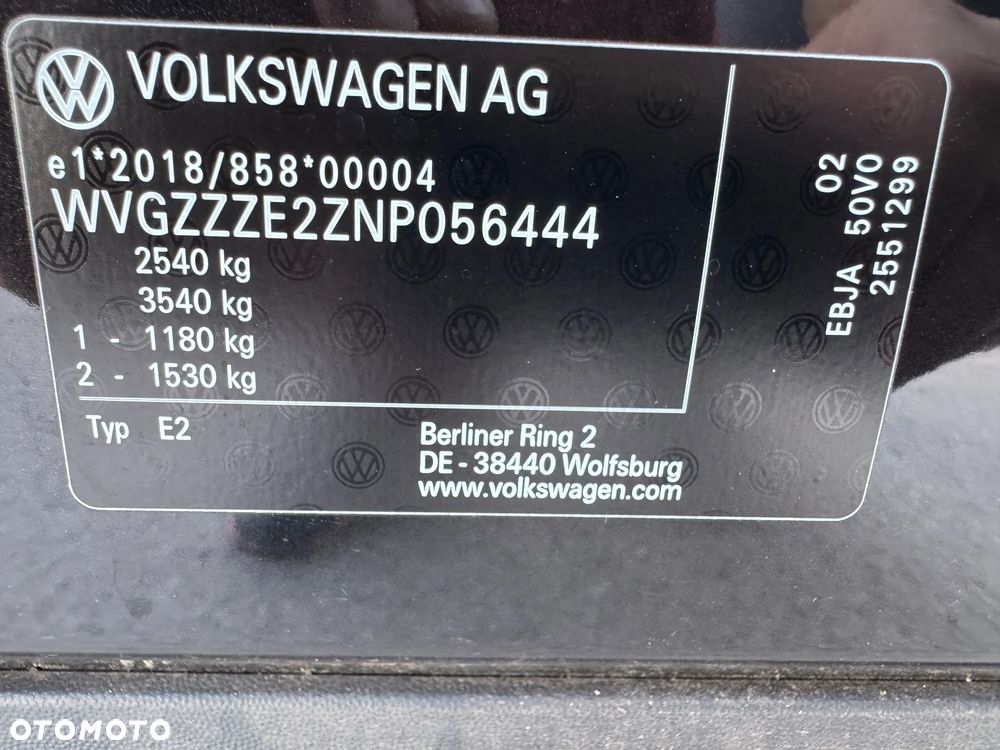 VOLKSWAGEN AG
e1*2018/858*00004
WVGZZZE2ZNP056444
2540 kg
3540 kg
1 - 1180 kg
2 - 1530 kg
Typ E2
Berliner Ring 2
DE - 38440 Wolfsburg
www.volkswagen.com
EBJA 50V0 02
2551299
OTOMOTO